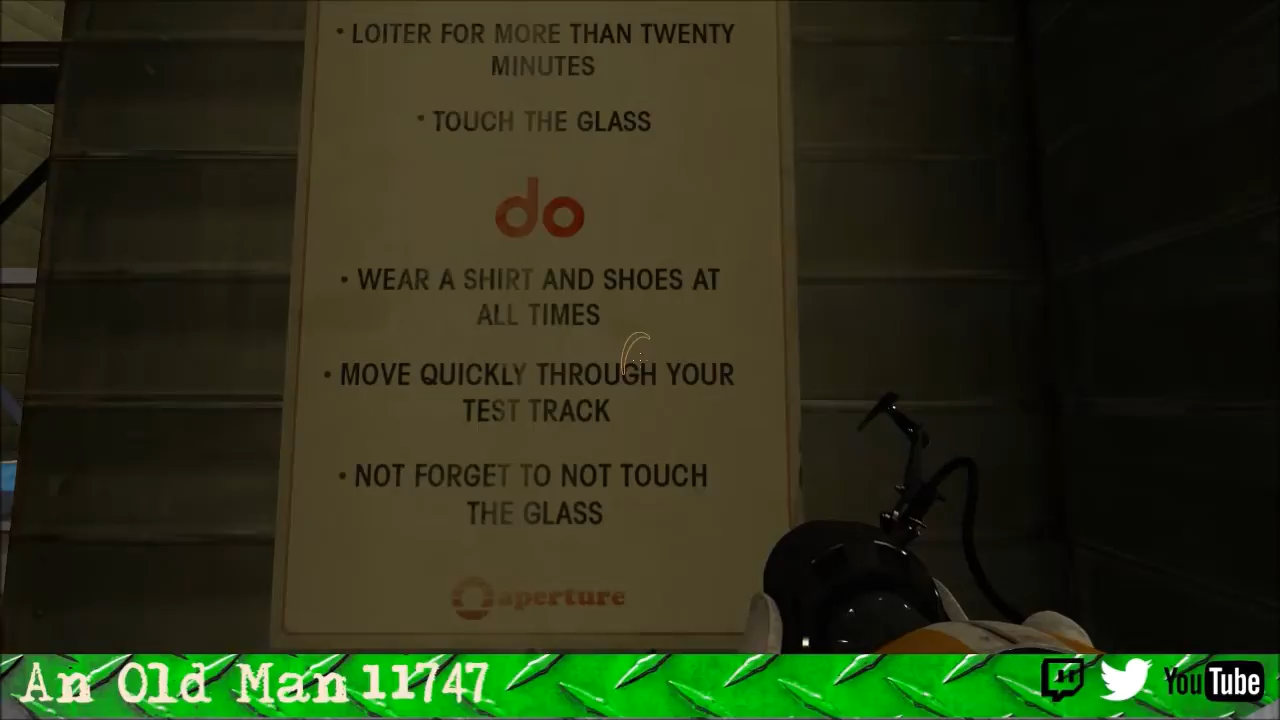 • LOITER FOR MORE THAN TWENTY
MINUTES
• TOUCH THE GLASS
do
• WEAR A SHIRT AND SHOES AT
ALL TIMES
• MOVE QUICKLY THROUGH YOUR
TEST TRACK
• NOT FORGET TO NOT TOUCH
THE GLASS
aperture
An Old Man 11747
YouTube